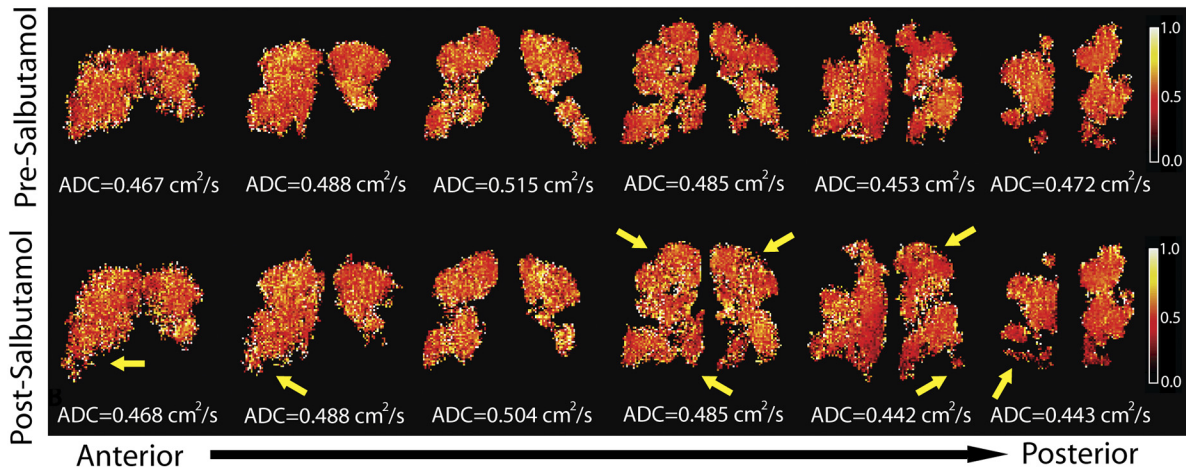 Pre-Salbutamol
1.0
0.0
ADC=0.467 cm²/s
ADC=0.488 cm²/s
ADC=0.515 cm²/s
ADC=0.485 cm²/s
ADC=0.453 cm²/s
ADC=0.472 cm²/s
Post-Salbutamol
1.0
0.5
0.0
B
ADC=0.468 cm²/s
ADC=0.488 cm²/s
ADC=0.504 cm²/s
ADC=0.485 cm²/s
ADC=0.442 cm²/s
ADC=0.443 cm²/s
Anterior
Posterior